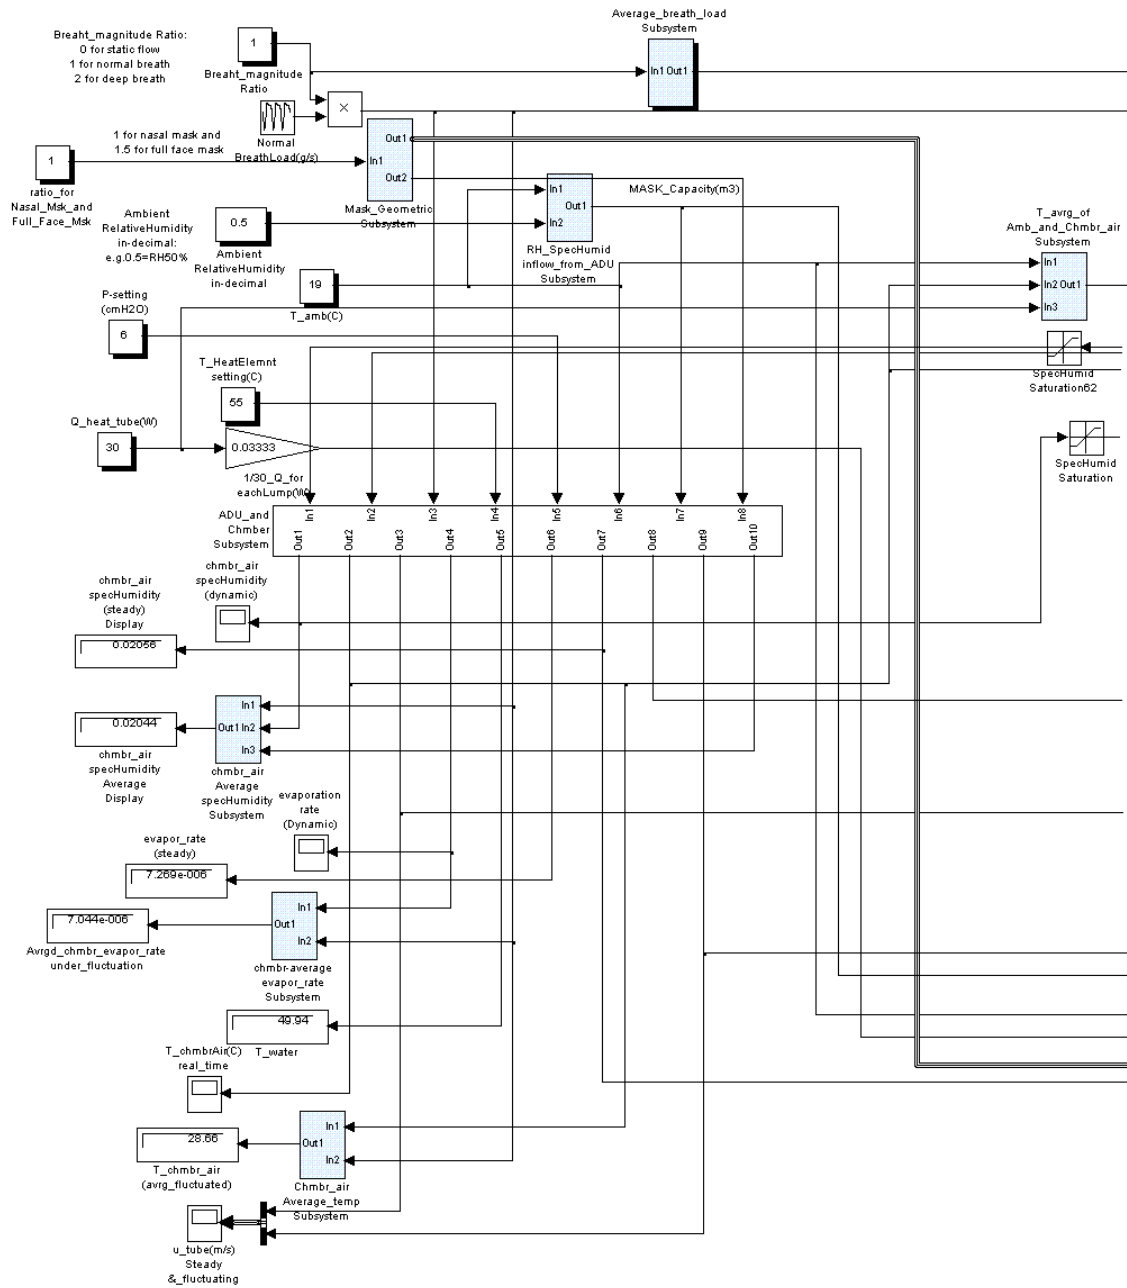 Average_breath_load
Subsystem
In1 Out1
Breaht_magnitude Ratio:
0 for static flow
1 for normal breath
2 for deep breath
1
Breaht_magnitude
Ratio
×
Normal
BreathLoad(g/s)
1 for nasal mask and
1.5 for full face mask
1
ratio_for
Nasal_Msk_and
Full_Face_Msk
Out1
In1
Out2
Mask_Geometric
Subsystem
In1
Out1
In2
RH_SpecHumid
inflow_from_ADU
Subsystem
MASK_Capacity(m3)
T_avrg_of
Amb_and_Chmbr_air
Subsystem
In1
In2 Out1
In3
Ambient
RelativeHumidity
in-decimal:
e.g.0.5=RH50%
0.5
Ambient
RelativeHumidity
in-decimal
19
T_amb(C)
P-setting
(cmH2O)
6
SpecHumid
Saturation62
T_HeatElemnt
setting(C)
55
Q_heat_tube(W)
30
0.03333
1/30_Q_for
eachLump(W)
SpecHumid
Saturation
ADU_and
Chmber
Subsystem
In1 In2 In3 In4 In5 In6 In7 In8
Out1 Out2 Out3 Out4 Out5 Out6 Out7 Out8 Out9 Out10
chmbr_air
specHumidity
(dynamic)
chmbr_air
specHumidity
(steady)
Display
0.02056
In1
Out1 In2
In3
0.02044
chmbr_air
specHumidity
Average
Display
chmbr_air
Average
specHumidity
Subsystem
evaporation
rate
(Dynamic)
evapor_rate
(steady)
7.269e-006
In1
Out1
In2
7.044e-006
Avrgd_chmbr_evapor_rate
under_fluctuation
chmbr-average
evapor_rate
Subsystem
49.94
T_water
T_chmbrAir(C)
real_time
In1
Out1
In2
28.66
T_chmbr_air
(avrg_fluctuated)
Chmbr_air
Average_temp
Subsystem
u_tube(m/s)
Steady
&_fluctuating